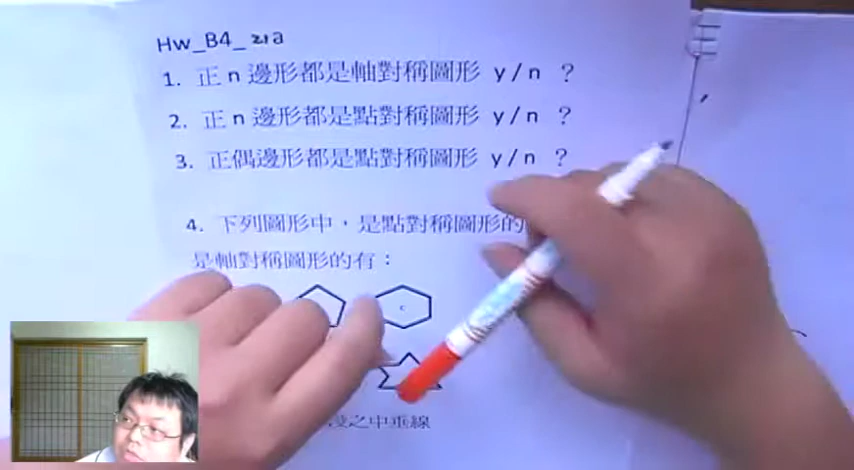 Hw_B4_21a
1. 正n邊形都是軸對稱圖形 y/n ?
2. 正n邊形都是點對稱圖形 y/n ?
3. 正偶邊形都是點對稱圖形 y/n ?
4. 下列圖形中，是點對稱圖形的
是軸對稱圖形的有：
c
之中垂線